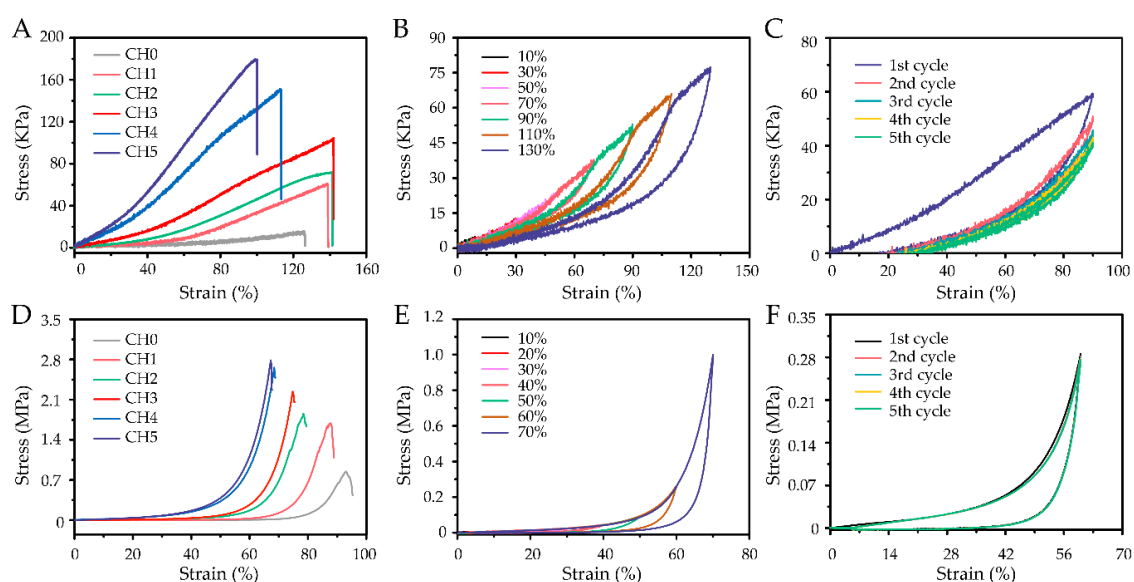 A
Stress (KPa)
200
160
120
80
40
0
CH0
CH1
CH2
CH3
CH4
CH5
0 40 80 120 160
Strain (%)
B
Stress (KPa)
90
75
60
45
30
15
0
10%
30%
50%
70%
90%
110%
130%
0 30 60 90 120 150
Strain (%)
C
Stress (KPa)
80
60
40
20
0
1st cycle
2nd cycle
3rd cycle
4th cycle
5th cycle
0 20 40 60 80 100
Strain (%)
D
Stress (MPa)
3.5
2.8
2.1
1.4
0.7
0
CH0
CH1
CH2
CH3
CH4
CH5
0 20 40 60 80 100
Strain (%)
E
Stress (MPa)
1.2
1.0
0.8
0.6
0.4
0.2
0
10%
20%
30%
40%
50%
60%
70%
0 20 40 60 80
Strain (%)
F
Stress (MPa)
0.35
0.28
0.21
0.14
0.07
0
1st cycle
2nd cycle
3rd cycle
4th cycle
5th cycle
0 14 28 42 56 70
Strain (%)